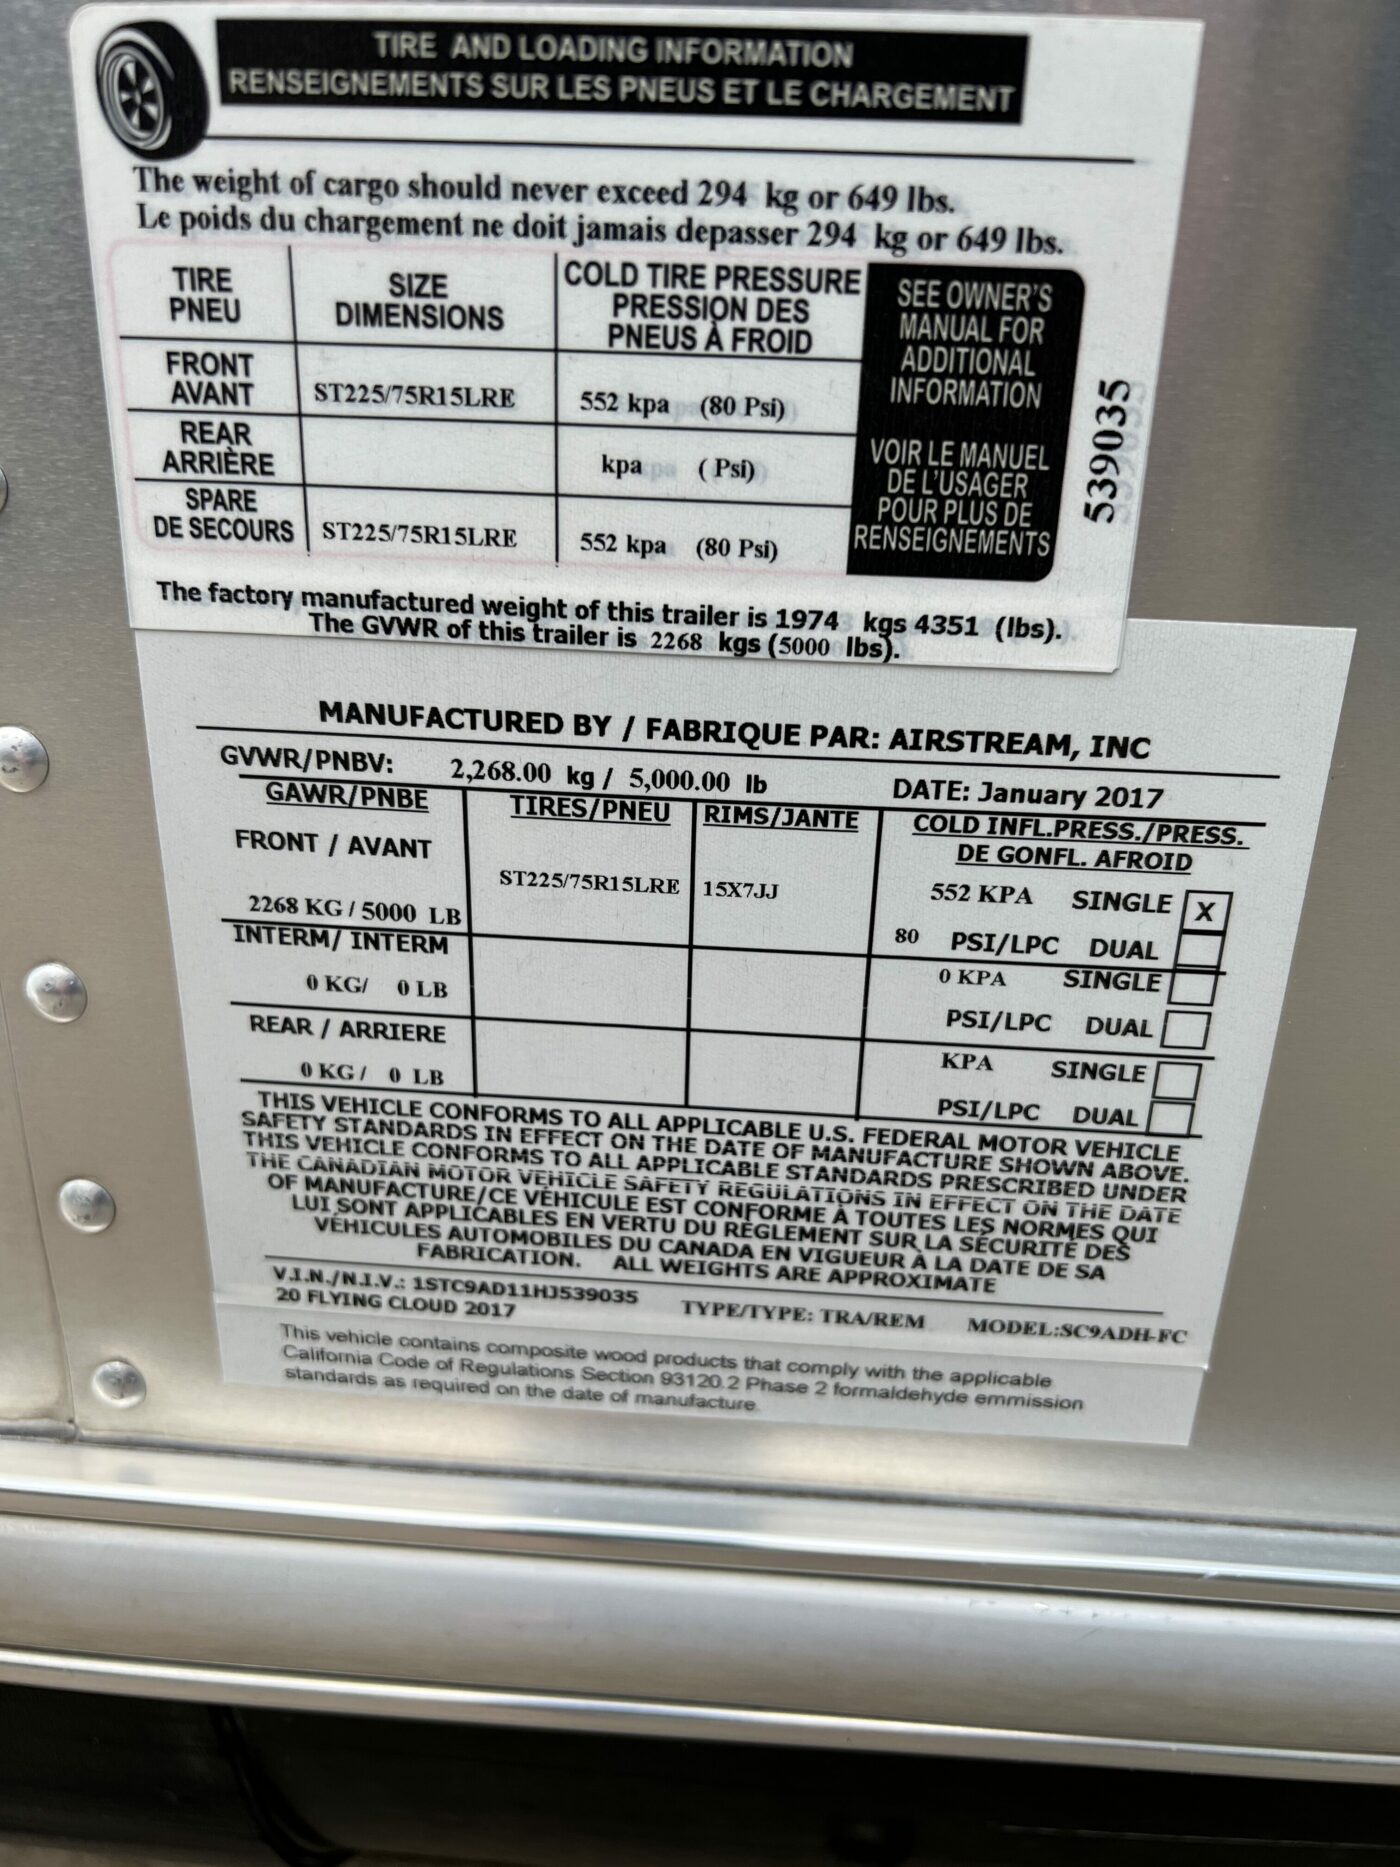 TIRE AND LOADING INFORMATION
RENSEIGNEMENTS SUR LES PNEUS ET LE CHARGEMENT
The weight of cargo should never exceed 294 kg or 649 lbs.
Le poids du chargement ne doit jamais depasser 294 kg or 649 lbs.
TIRE PNEU SIZE DIMENSIONS COLD TIRE PRESSURE PRESSION DES PNEUS À FROID
FRONT AVANT ST225/75R15LRE 552 kpa (80 Psi)
REAR ARRIÈRE kpa ( Psi)
SPARE DE SECOURS ST225/75R15LRE 552 kpa (80 Psi)
SEE OWNER'S
MANUAL FOR
ADDITIONAL
INFORMATION
VOIR LE MANUEL
DE L'USAGER
POUR PLUS DE
RENSEIGNEMENTS
539035
The factory manufactured weight of this trailer is 1974 kgs 4351 (lbs).
The GVWR of this trailer is 2268 kgs (5000 lbs).
MANUFACTURED BY / FABRIQUE PAR: AIRSTREAM, INC
GVWR/PNBV: 2,268.00 kg / 5,000.00 lb DATE: January 2017
GAWR/PNBE TIRES/PNEU RIMS/JANTE COLD INFL.PRESS./PRESS.
DE GONFL. AFROID
FRONT / AVANT
ST225/75R15LRE 15X7JJ 552 KPA SINGLE X
2268 KG / 5000 LB 80 PSI/LPC DUAL
INTERM/ INTERM 0 KPA SINGLE
0 KG/ 0 LB PSI/LPC DUAL
REAR / ARRIERE KPA SINGLE
0 KG / 0 LB PSI/LPC DUAL
THIS VEHICLE CONFORMS TO ALL APPLICABLE U.S. FEDERAL MOTOR VEHICLE
SAFETY STANDARDS IN EFFECT ON THE DATE OF MANUFACTURE SHOWN ABOVE.
THIS VEHICLE CONFORMS TO ALL APPLICABLE STANDARDS PRESCRIBED UNDER
THE CANADIAN MOTOR VEHICLE SAFETY REGULATIONS IN EFFECT ON THE DATE
OF MANUFACTURE/CE VÉHICULE EST CONFORME À TOUTES LES NORMES QUI
LUI SONT APPLICABLES EN VERTU DU RÉGLEMENT SUR LA SÉCURITÉ DES
VÉHICULES AUTOMOBILES DU CANADA EN VIGUEUR À LA DATE DE SA
FABRICATION. ALL WEIGHTS ARE APPROXIMATE
V.I.N./N.I.V.: 1STC9AD11HJ539035
20 FLYING CLOUD 2017 TYPE/TYPE: TRA/REM MODEL:SC9ADH-FC
This vehicle contains composite wood products that comply with the applicable
California Code of Regulations Section 93120.2 Phase 2 formaldehyde emmission
standards as required on the date of manufacture.